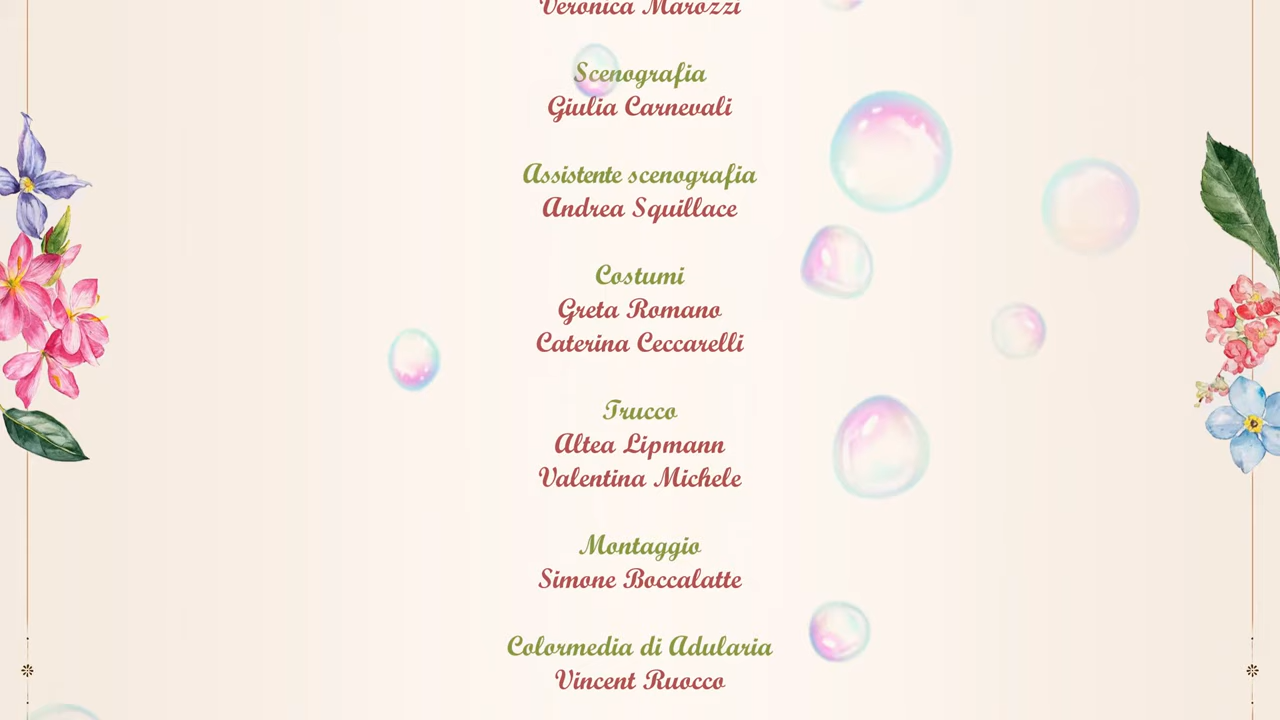 Veronica Marozzi
Scenografia
Giulia Carnevali
Assistente scenografia
Andrea Squillace
Costumi
Greta Romano
Caterina Ceccarelli
Trucco
Altea Lipmann
Valentina Michele
Montaggio
Simone Boccalatte
Colormedia di Adularia
Vincent Ruocco